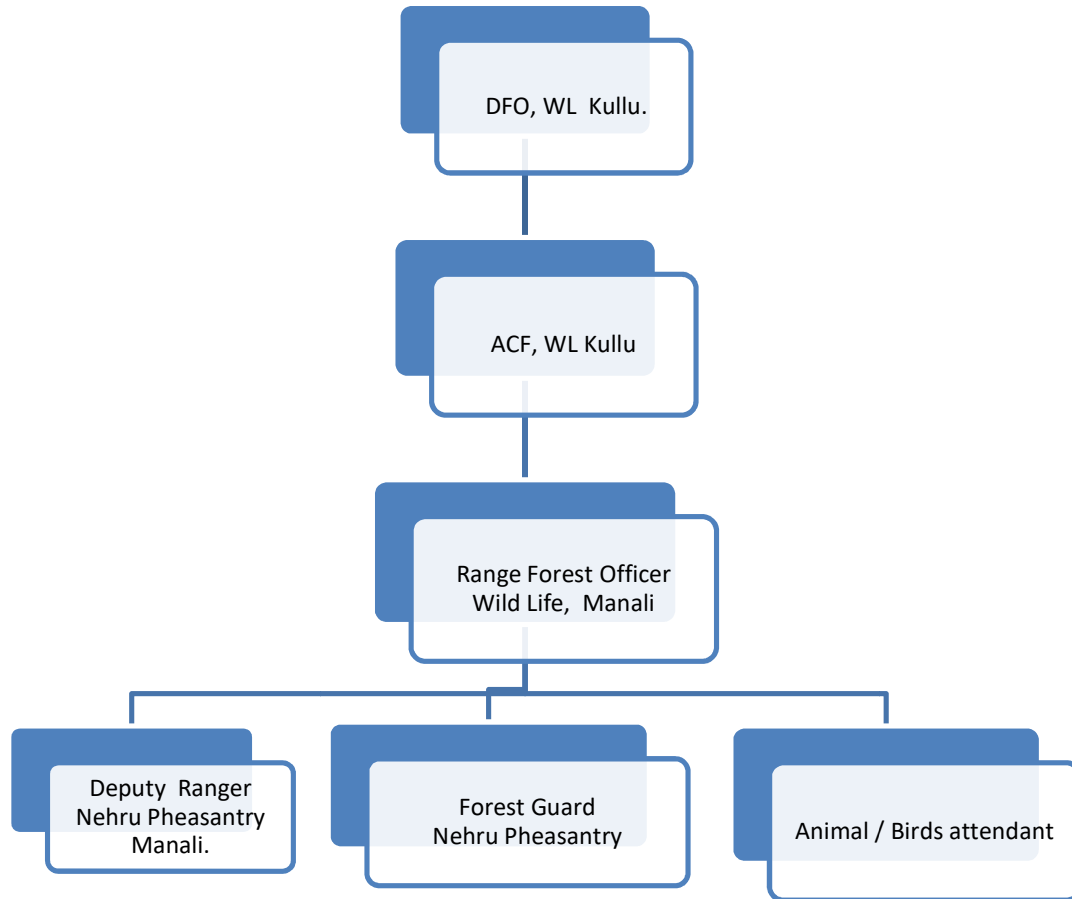 DFO, WL Kullu.
ACF, WL Kullu
Range Forest Officer
Wild Life, Manali
Deputy Ranger
Nehru Pheasantry
Manali.
Forest Guard
Nehru Pheasantry
Animal / Birds attendant